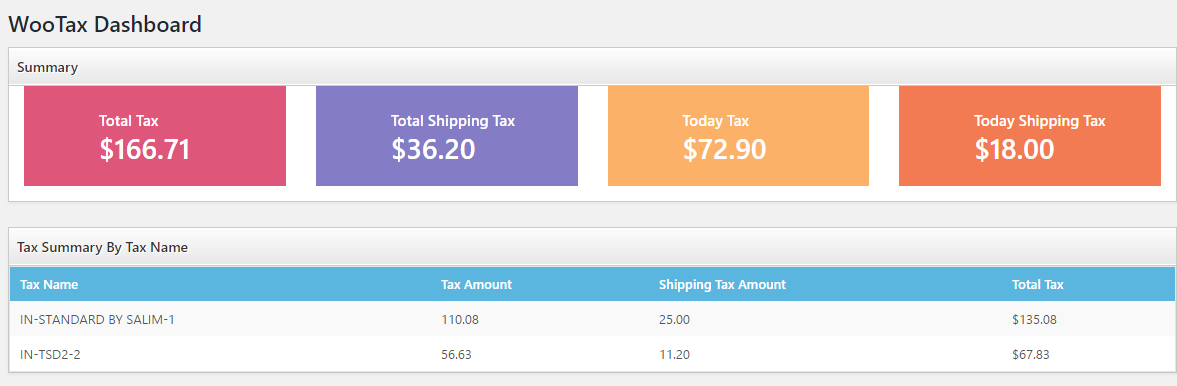 WooTax Dashboard
Summary
Total Tax
$166.71
Total Shipping Tax
$36.20
Today Tax
$72.90
Today Shipping Tax
$18.00
Tax Summary By Tax Name
Tax Name Tax Amount Shipping Tax Amount Total Tax
IN-STANDARD BY SALIM-1 110.08 25.00 $135.08
IN-TSD2-2 56.63 11.20 $67.83